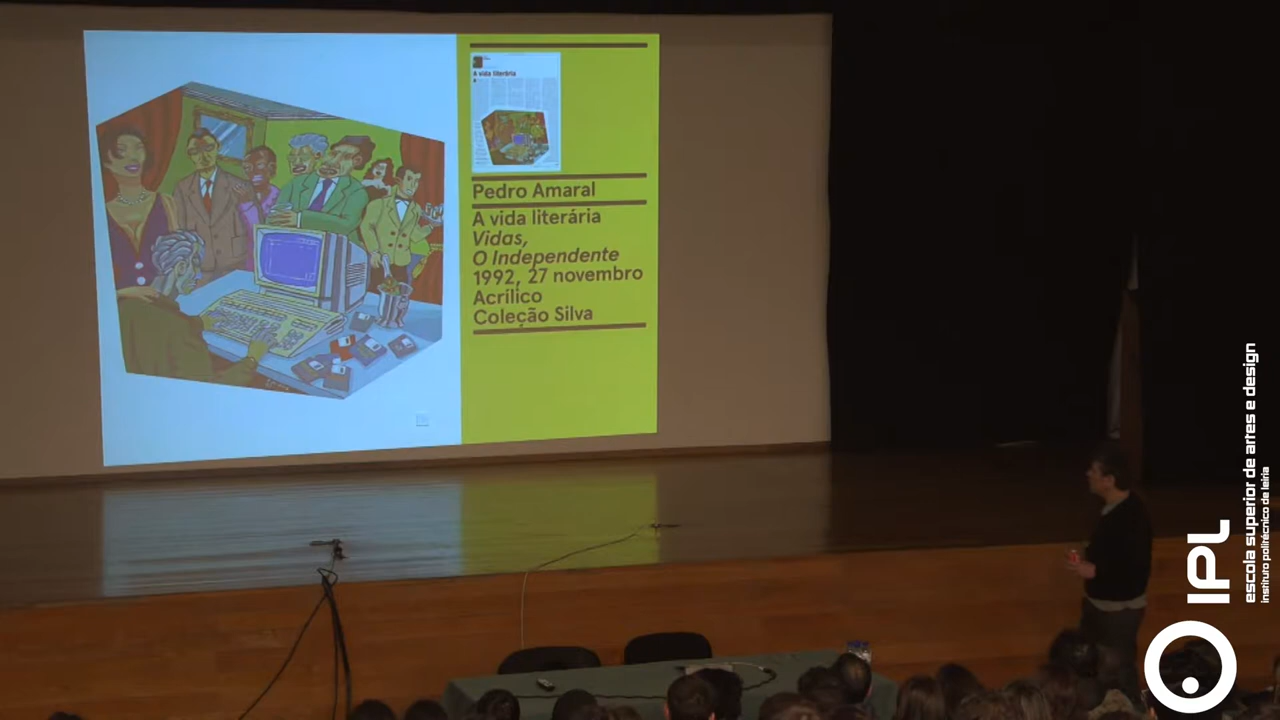 A vida literária
Pedro Amaral
A vida literária
Vidas,
O Independente
1992, 27 novembro
Acrílico
Coleção Silva
IPL
escola superior de artes e design
instituto politécnico de leiria